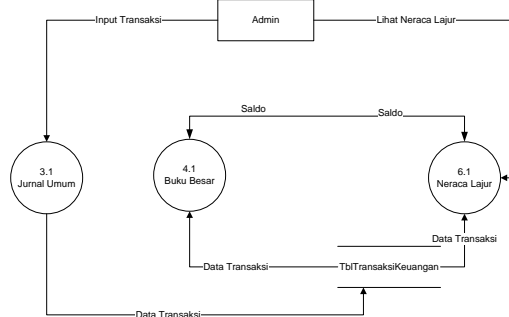 Input Transaksi
Admin
Lihat Neraca Lajur
Saldo
Saldo
3.1
Jurnal Umum
4.1
Buku Besar
6.1
Neraca Lajur
Data Transaksi
Data Transaksi
TblTransaksiKeuangan
Data Transaksi